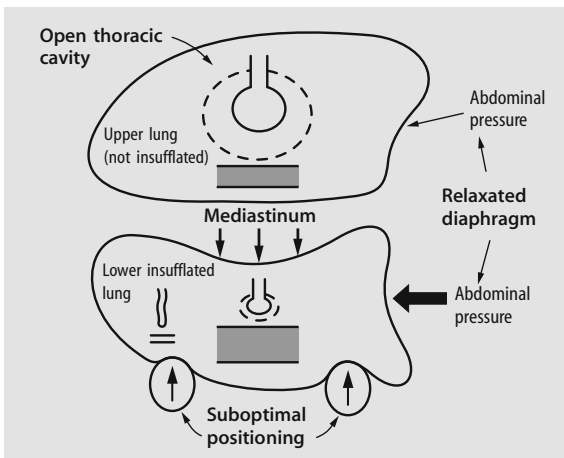 Open thoracic
cavity
Upper lung
(not insufflated)
Abdominal
pressure
Relaxated
diaphragm
Mediastinum
Lower insufflated
lung
Abdominal
pressure
Suboptimal
positioning